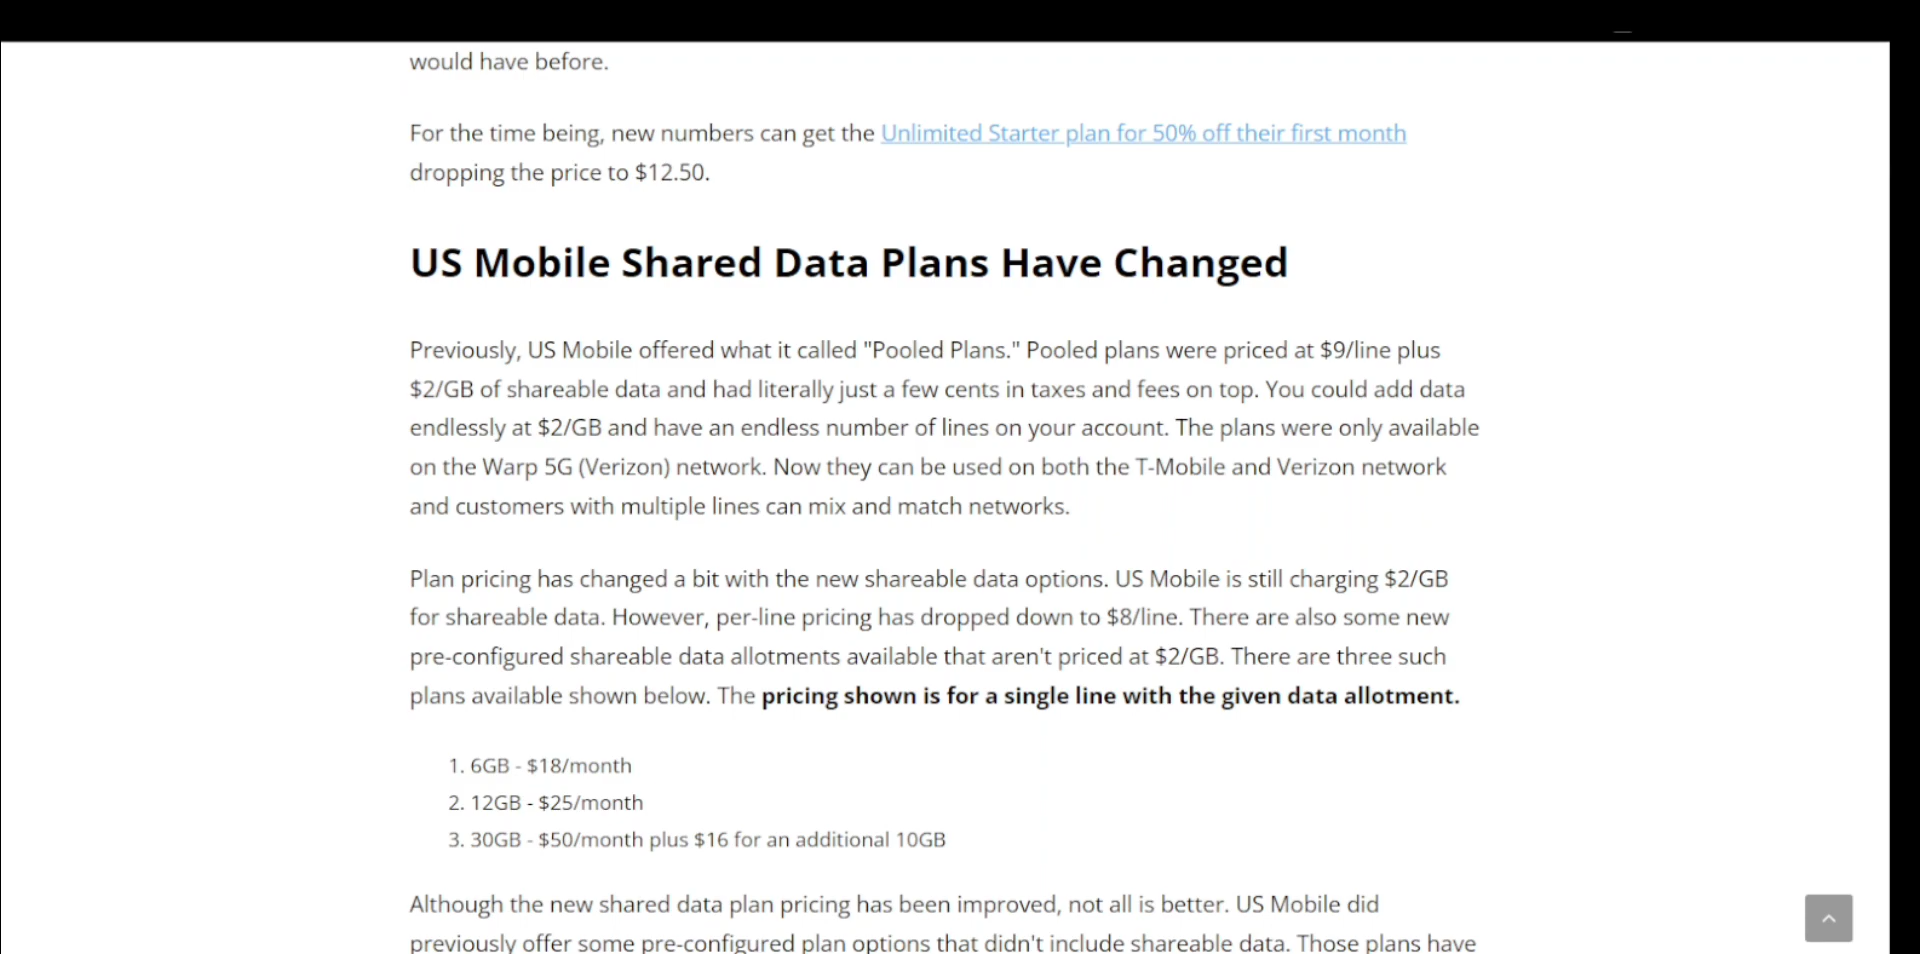 would have before.
For the time being, new numbers can get the Unlimited Starter plan for 50% off their first month
dropping the price to $12.50.
US Mobile Shared Data Plans Have Changed
Previously, US Mobile offered what it called "Pooled Plans." Pooled plans were priced at $9/line plus
$2/GB of shareable data and had literally just a few cents in taxes and fees on top. You could add data
endlessly at $2/GB and have an endless number of lines on your account. The plans were only available
on the Warp 5G (Verizon) network. Now they can be used on both the T-Mobile and Verizon network
and customers with multiple lines can mix and match networks.
Plan pricing has changed a bit with the new shareable data options. US Mobile is still charging $2/GB
for shareable data. However, per-line pricing has dropped down to $8/line. There are also some new
pre-configured shareable data allotments available that aren't priced at $2/GB. There are three such
plans available shown below. The pricing shown is for a single line with the given data allotment.
1. 6GB - $18/month
2. 12GB - $25/month
3. 30GB - $50/month plus $16 for an additional 10GB
Although the new shared data plan pricing has been improved, not all is better. US Mobile did
previously offer some pre-configured plan options that didn't include shareable data. Those plans have